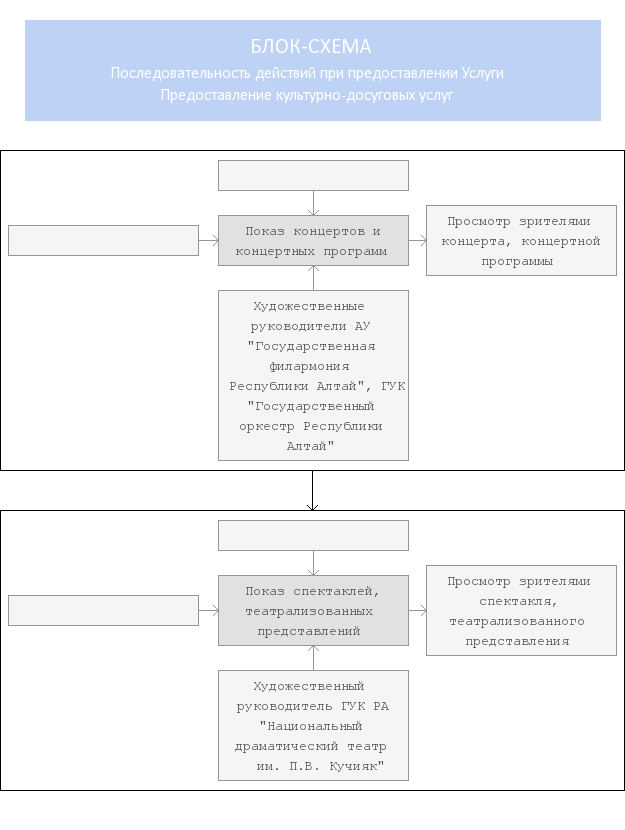 БЛОК-СХЕМА
Последовательность действий при предоставлении Услуги
Предоставление культурно-досуговых услуг
Показ концертов и
концертных программ
Просмотр зрителями
концерта, концертной
программы
Художественные
руководители АУ
"Государственная
филармония
Республики Алтай", ГУК
"Государственный
оркестр Республики
Алтай"
Показ спектаклей,
театрализованных
представлений
Просмотр зрителями
спектакля,
театрализованного
представления
Художественный
руководитель ГУК РА
"Национальный
драматический театр
им. П.В. Кучияк"